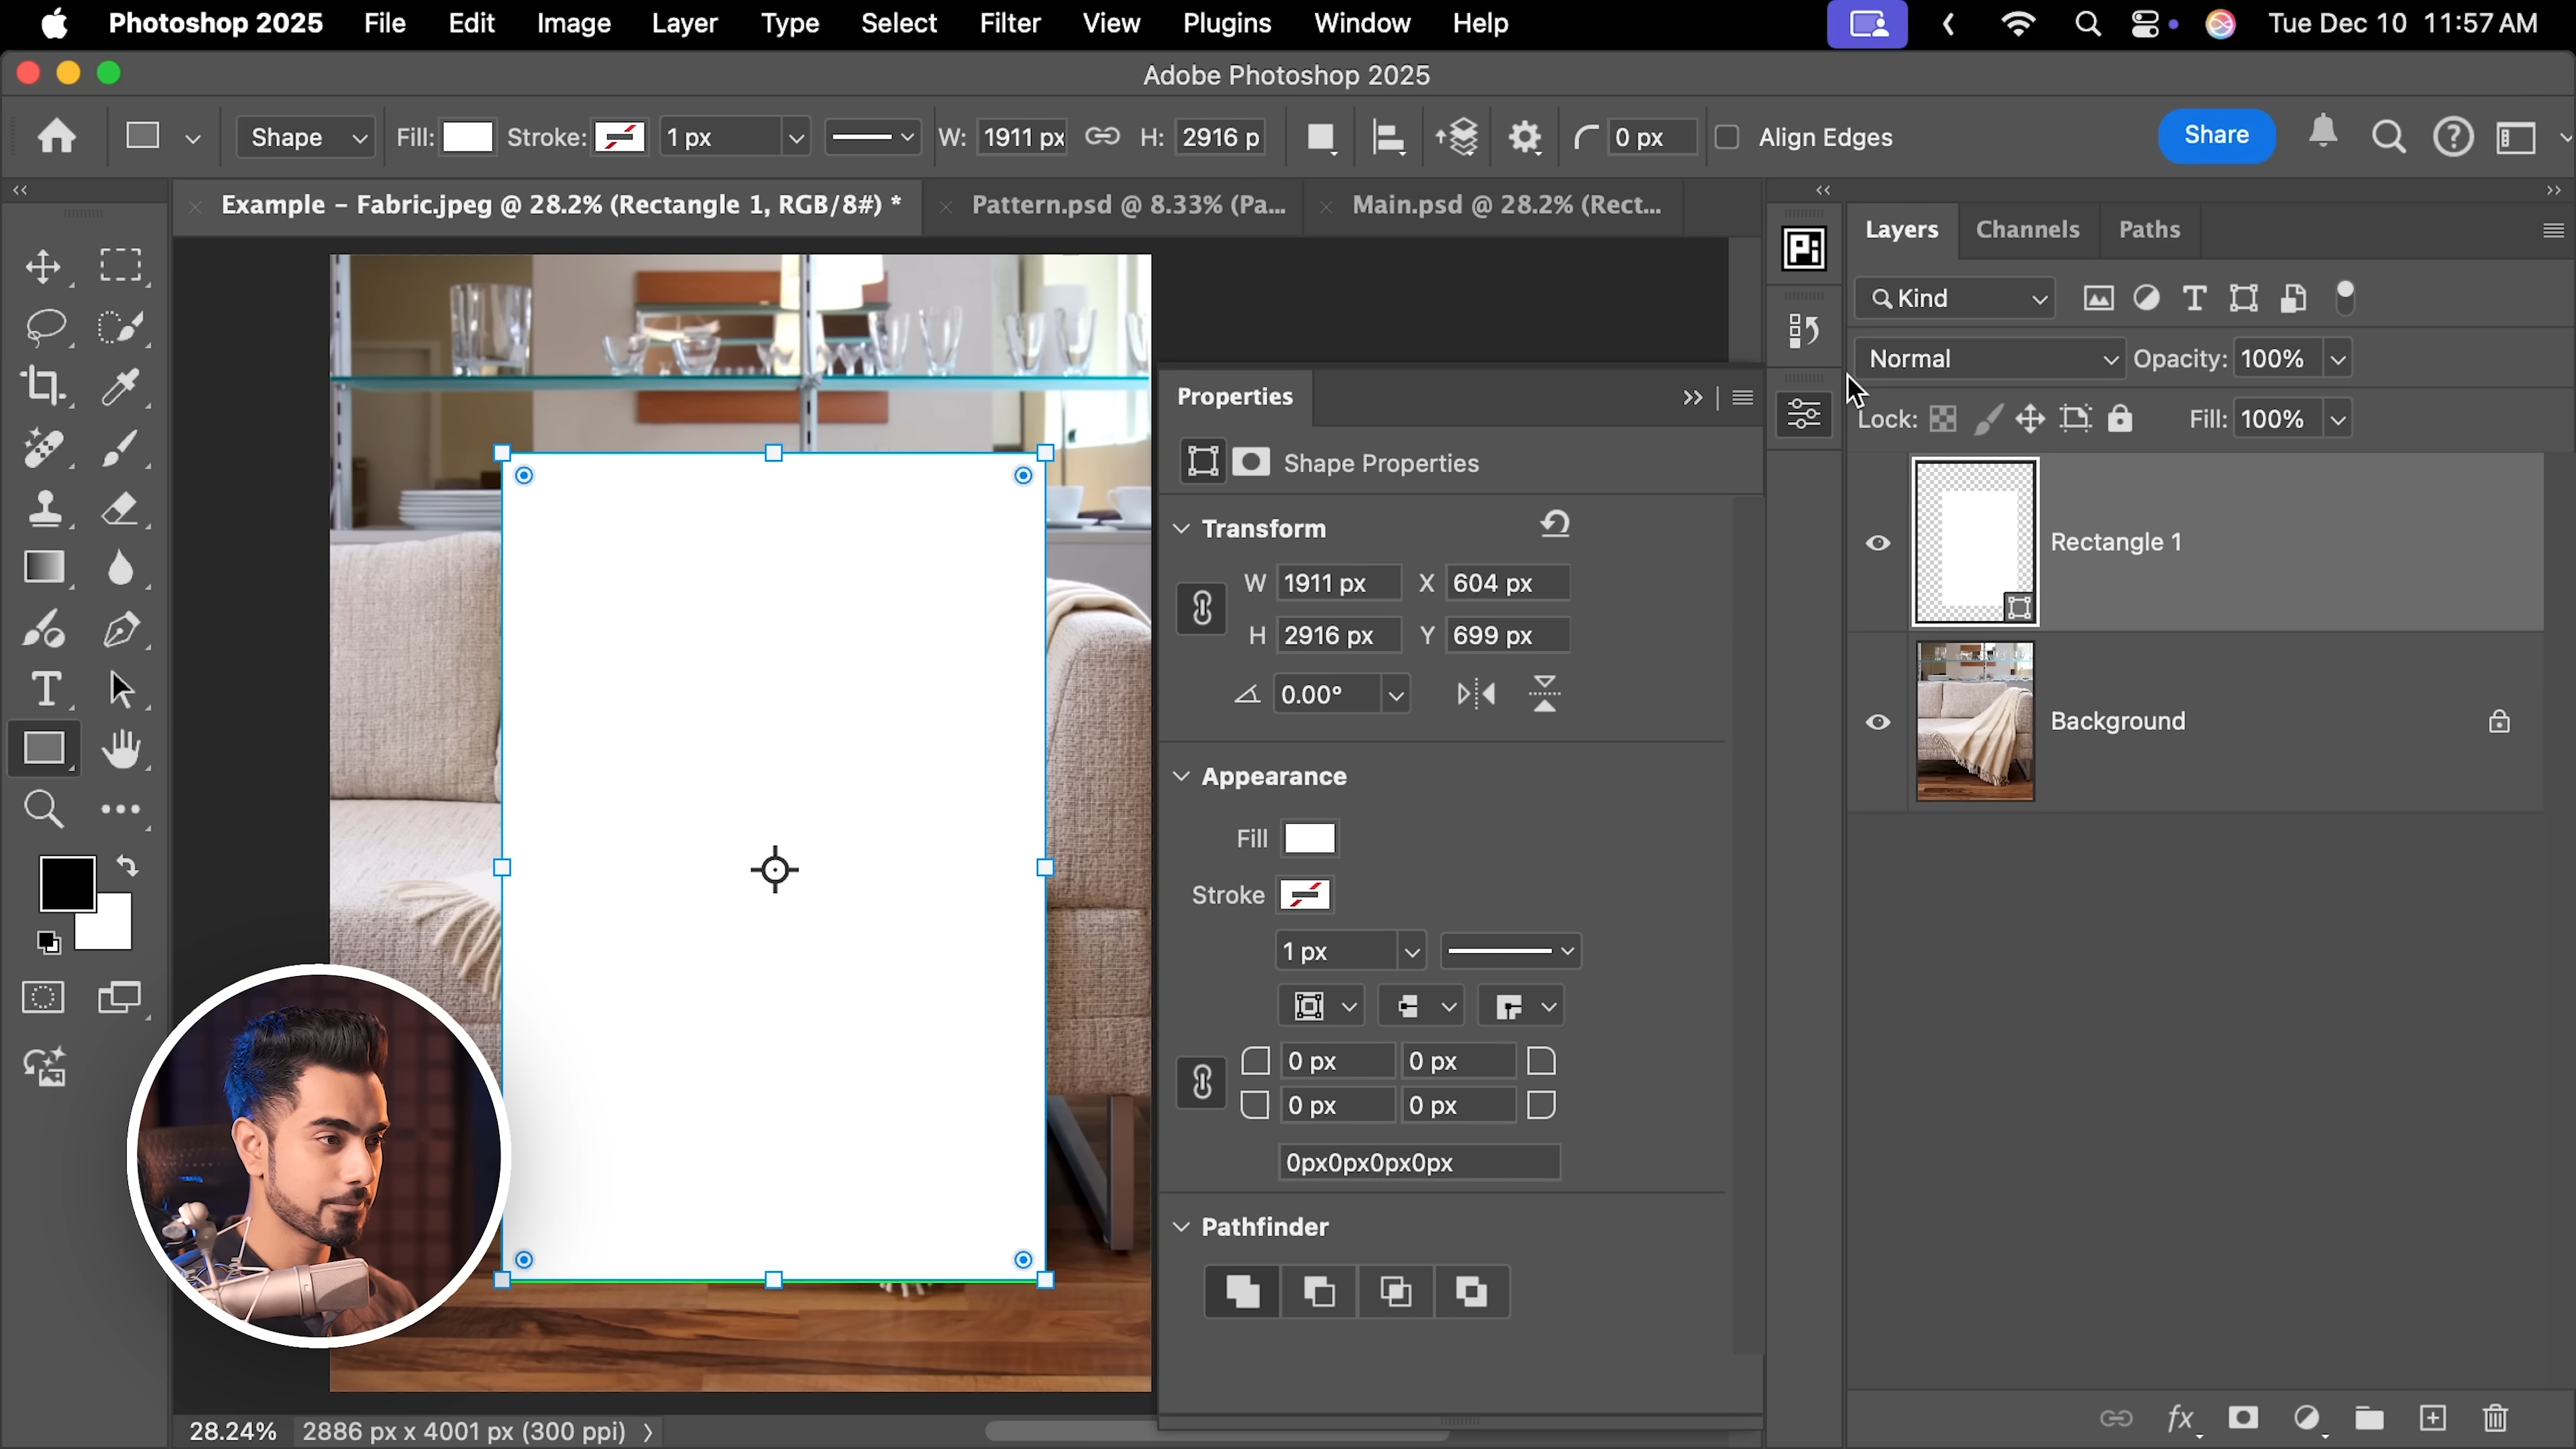 Photoshop 2025 File Edit Image Layer Type Select Filter View Plugins Window Help Tue Dec 10 11:57 AM
Adobe Photoshop 2025
Shape Fill: Stroke: 1 px W: 1911 px H: 2916 p 0 px Align Edges Share
Example – Fabric.jpeg @ 28.2% (Rectangle 1, RGB/8#) * Pattern.psd @ 8.33% (Pa... Main.psd @ 28.2% (Rect...
Layers Channels Paths
Kind
Normal Opacity: 100%
Lock: Fill: 100%
Rectangle 1
Background
Properties
Shape Properties
Transform
W 1911 px X 604 px
H 2916 px Y 699 px
0.00°
Appearance
Fill
Stroke
1 px
0 px 0 px
0 px 0 px
0px0px0px0px
Pathfinder
28.24% 2886 px x 4001 px (300 ppi)
Pi
T
fx